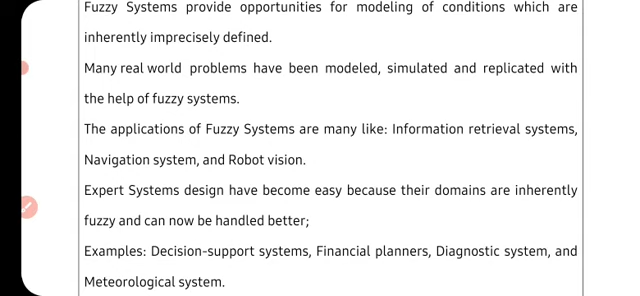 Fuzzy Systems provide opportunities for modeling of conditions which are
inherently imprecisely defined.
Many real world problems have been modeled, simulated and replicated with
the help of fuzzy systems.
The applications of Fuzzy Systems are many like: Information retrieval systems,
Navigation system, and Robot vision.
Expert Systems design have become easy because their domains are inherently
fuzzy and can now be handled better;
Examples: Decision-support systems, Financial planners, Diagnostic system, and
Meteorological system.